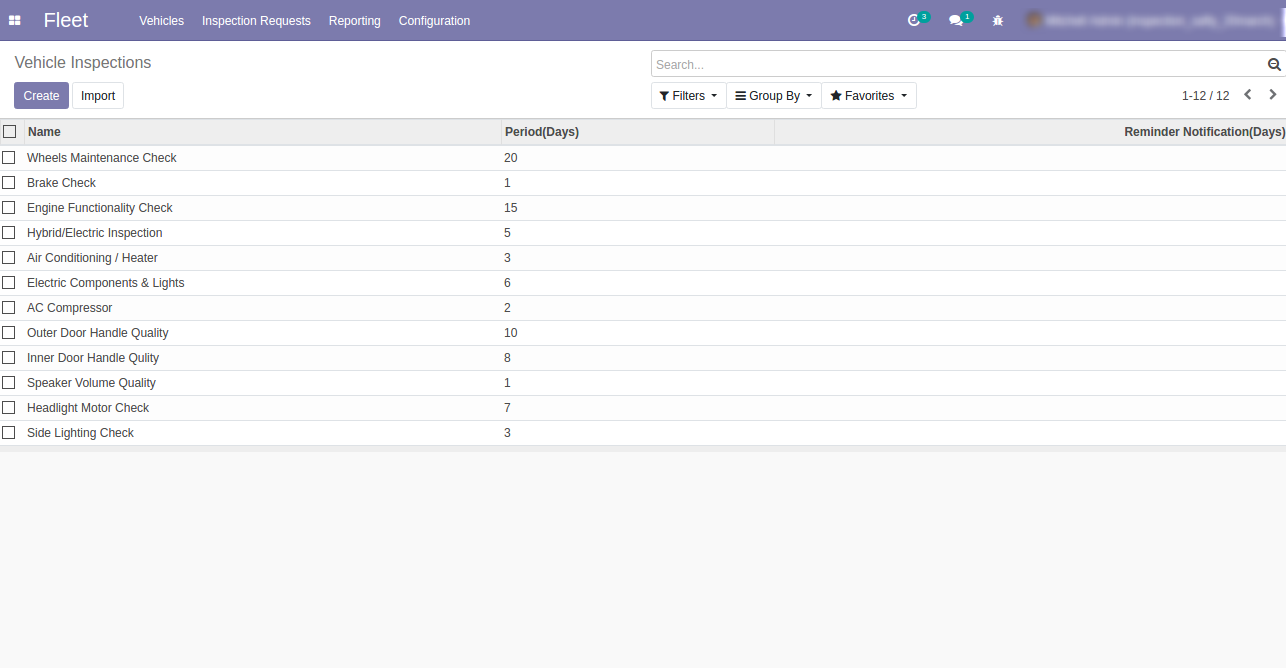 Fleet Vehicles Inspection Requests Reporting Configuration 3 1
Vehicle Inspections Search...
Create Import Filters Group By Favorites 1-12 / 12
Name Period(Days) Reminder Notification(Days)
Wheels Maintenance Check 20
Brake Check 1
Engine Functionality Check 15
Hybrid/Electric Inspection 5
Air Conditioning / Heater 3
Electric Components & Lights 6
AC Compressor 2
Outer Door Handle Quality 10
Inner Door Handle Qulity 8
Speaker Volume Quality 1
Headlight Motor Check 7
Side Lighting Check 3